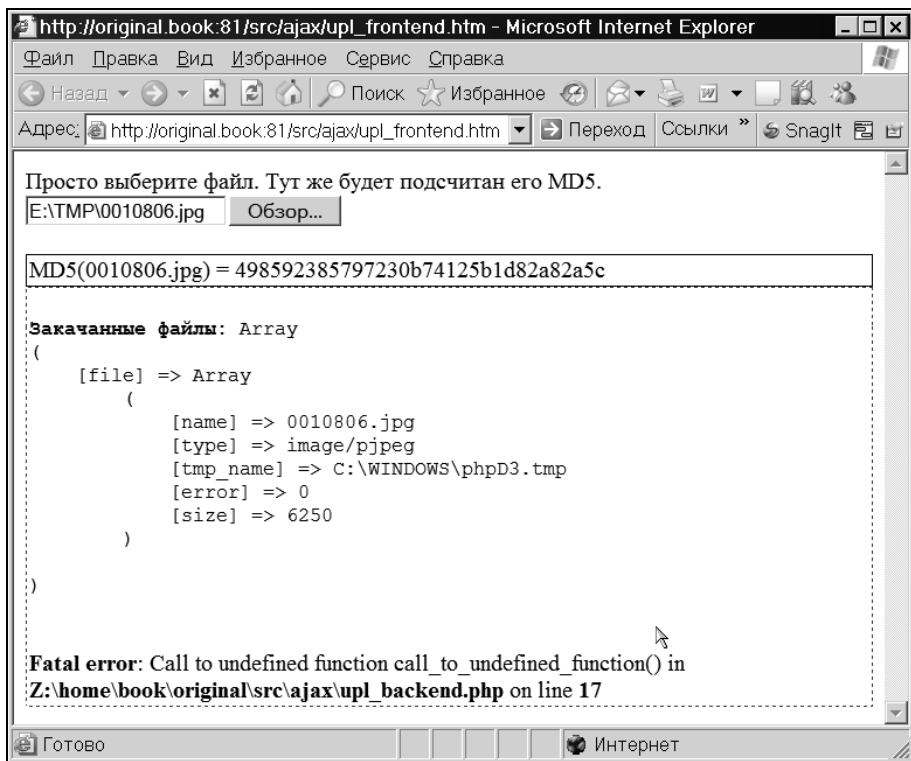 http://original.book:81/src/ajax/upl_frontend.htm - Microsoft Internet Explorer
Файл Правка Вид Избранное Сервис Справка
Назад Поиск Избранное
Адрес: http://original.book:81/src/ajax/upl_frontend.htm Переход Ссылки » SnagIt
Просто выберите файл. Тут же будет подсчитан его MD5.
E:\TMP\0010806.jpg Обзор...
MD5(0010806.jpg) = 498592385797230b74125b1d82a82a5c
Закачанные файлы: Array
(
[file] => Array
(
[name] => 0010806.jpg
[type] => image/pjpeg
[tmp_name] => C:\WINDOWS\phpD3.tmp
[error] => 0
[size] => 6250
)
)
Fatal error: Call to undefined function call_to_undefined_function() in
Z:\home\book\original\src\ajax\upl_backend.php on line 17
Готово Интернет